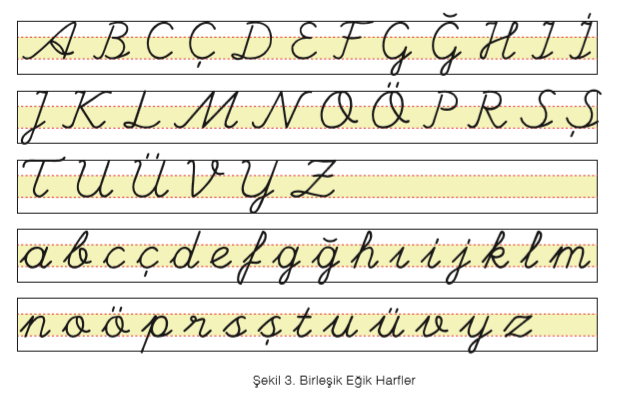 A B C Ç D E F G Ğ H I İ
J K L M N O Ö P R S Ş
T U Ü V Y Z
a b c ç d e f g ğ h ı i j k l m
n o ö p r s ş t u ü v y z
Şekil 3. Birleşik Eğik Harfler